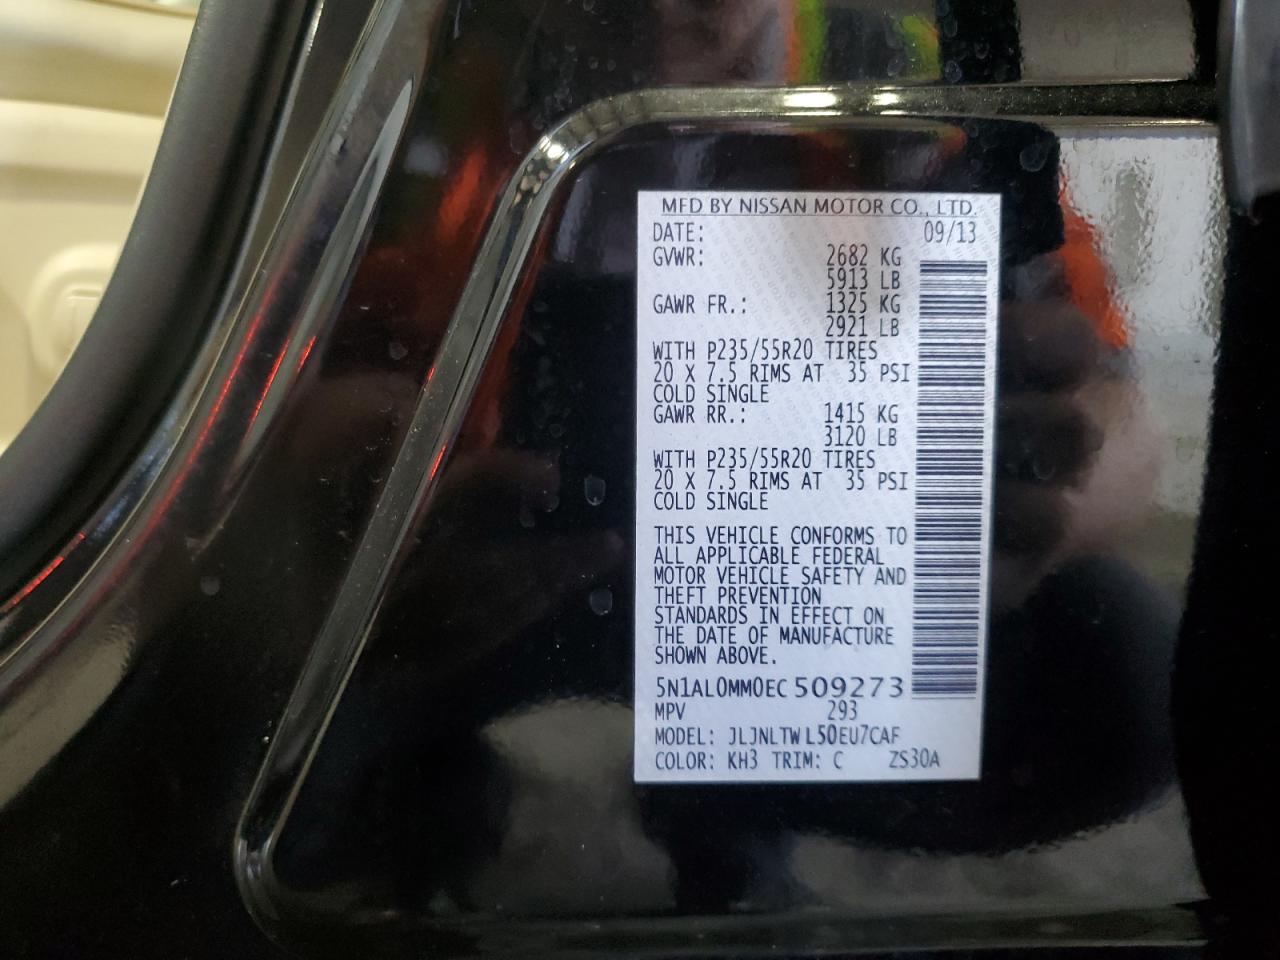 MFD BY NISSAN MOTOR CO., LTD.
DATE: 09/13
GVWR: 2682 KG
5913 LB
GAWR FR.: 1325 KG
2921 LB
WITH P235/55R20 TIRES
20 X 7.5 RIMS AT 35 PSI
COLD SINGLE
GAWR RR.: 1415 KG
3120 LB
WITH P235/55R20 TIRES
20 X 7.5 RIMS AT 35 PSI
COLD SINGLE
THIS VEHICLE CONFORMS TO
ALL APPLICABLE FEDERAL
MOTOR VEHICLE SAFETY AND
THEFT PREVENTION
STANDARDS IN EFFECT ON
THE DATE OF MANUFACTURE
SHOWN ABOVE.
5N1AL0MM0EC 509273
MPV 293
MODEL: JLJNLTW L50EU7CAF
COLOR: KH3 TRIM: C ZS30A